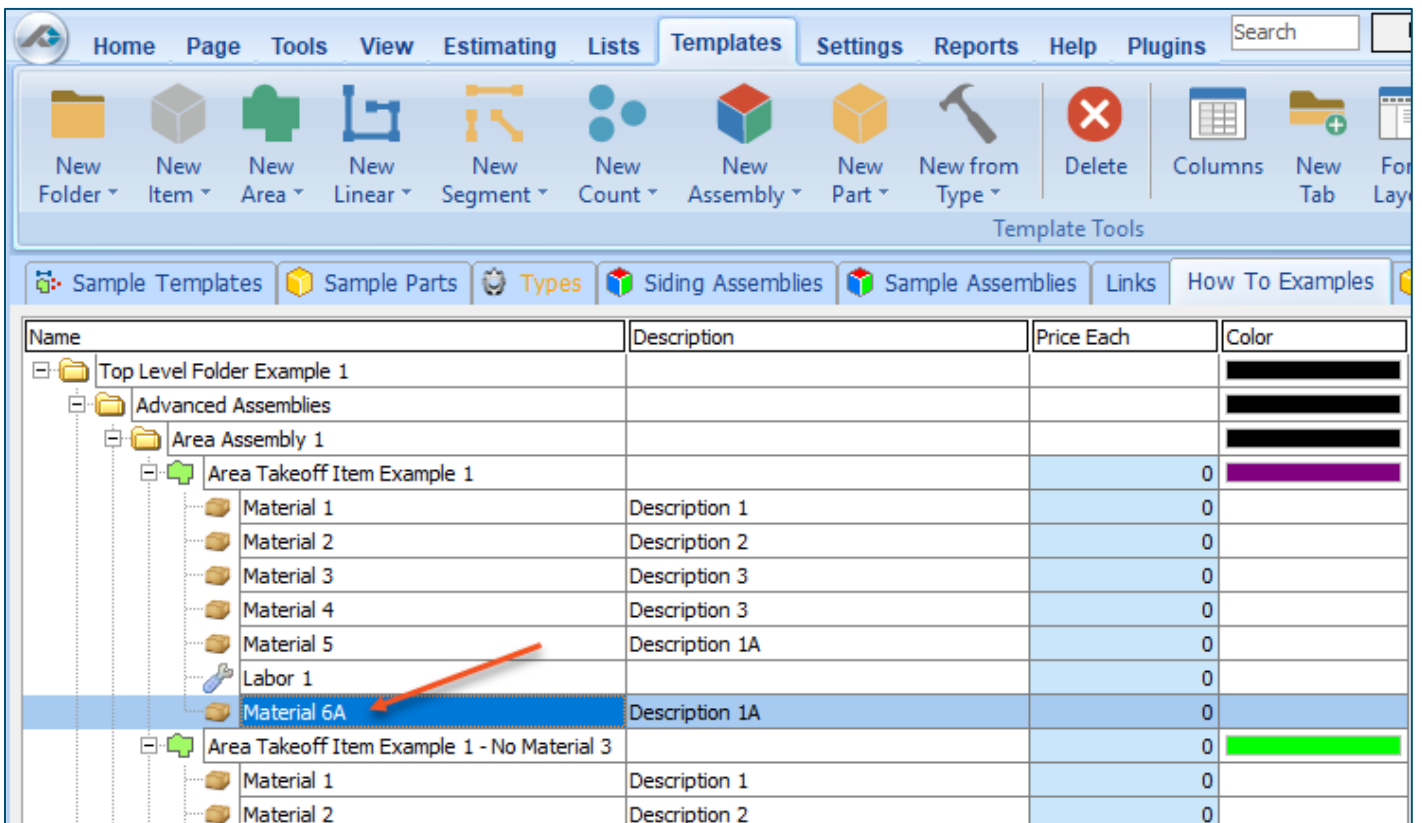 Home Page Tools View Estimating Lists Templates Settings Reports Help Plugins Search
New Folder
New Item
New Area
New Linear
New Segment
New Count
New Assembly
New Part
New from Type
Delete
Columns
New Tab
Template Tools
Sample Templates Sample Parts Types Siding Assemblies Sample Assemblies Links How To Examples
Name Description Price Each Color
Top Level Folder Example 1
Advanced Assemblies
Area Assembly 1
Area Takeoff Item Example 1 0
Material 1 Description 1 0
Material 2 Description 2 0
Material 3 Description 3 0
Material 4 Description 3 0
Material 5 Description 1A 0
Labor 1 0
Material 6A Description 1A 0
Area Takeoff Item Example 1 - No Material 3 0
Material 1 Description 1 0
Material 2 Description 2 0